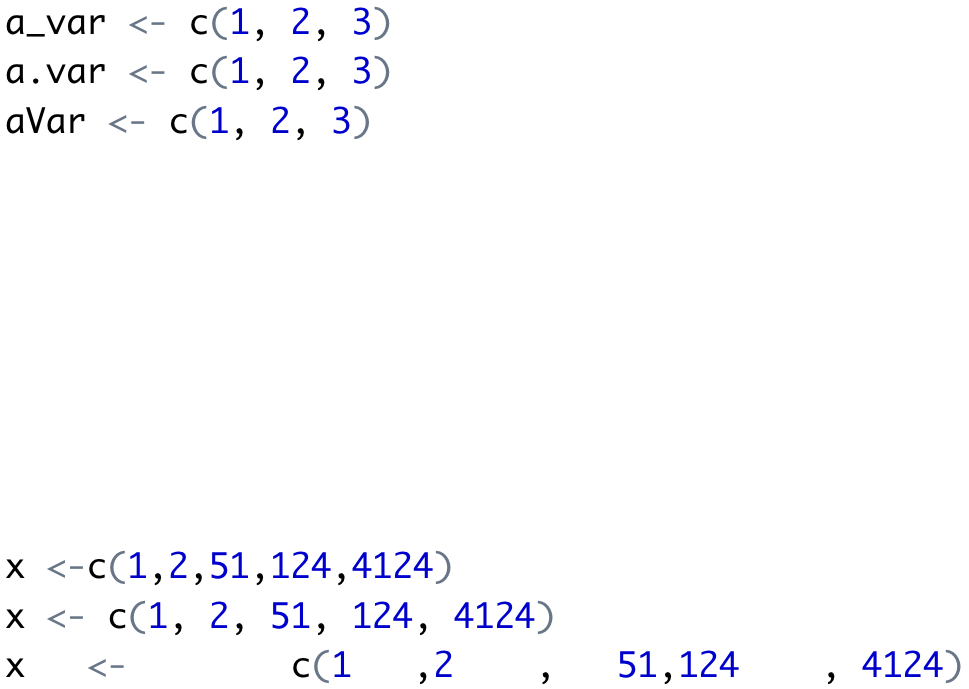 a_var <- c(1, 2, 3)
a.var <- c(1, 2, 3)
aVar <- c(1, 2, 3)
x <-c(1,2,51,124,4124)
x <- c(1, 2, 51, 124, 4124)
x   <-        c(1   ,2    ,   51,124    , 4124)